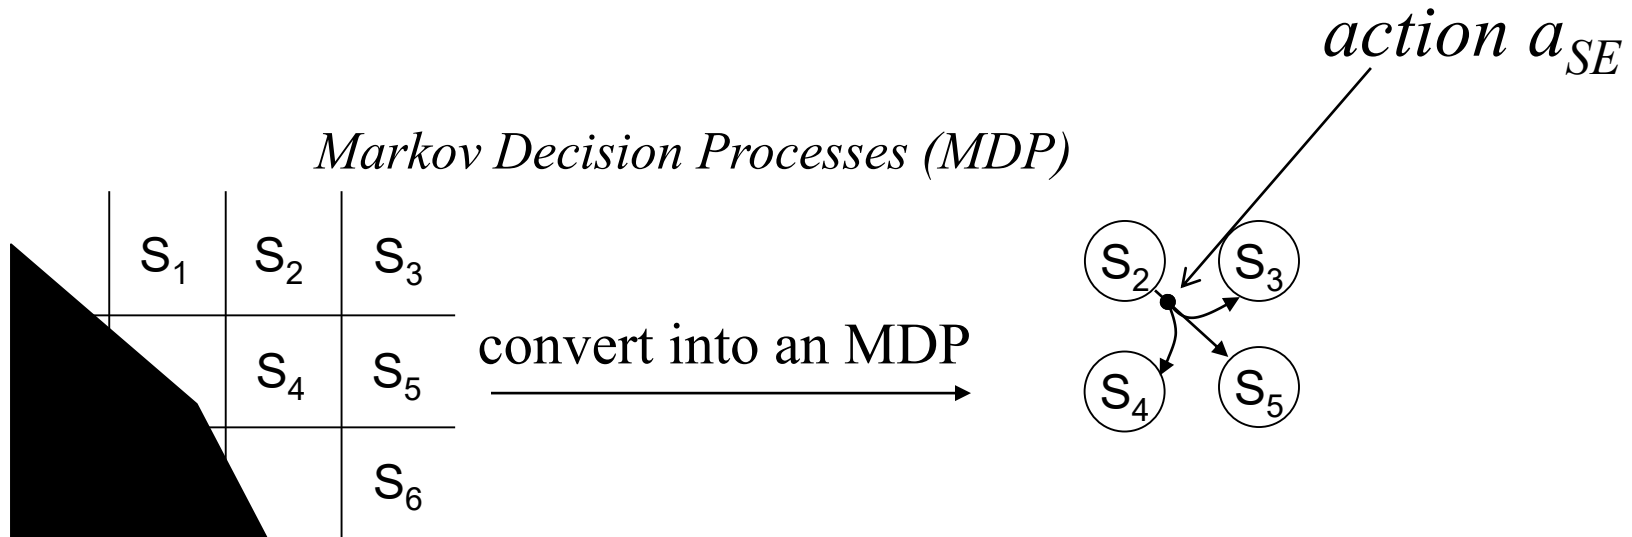 action a_SE
Markov Decision Processes (MDP)
S₁ S₂ S₃
S₂ S₃
convert into an MDP
S₄ S₅
S₄ S₅
S₆